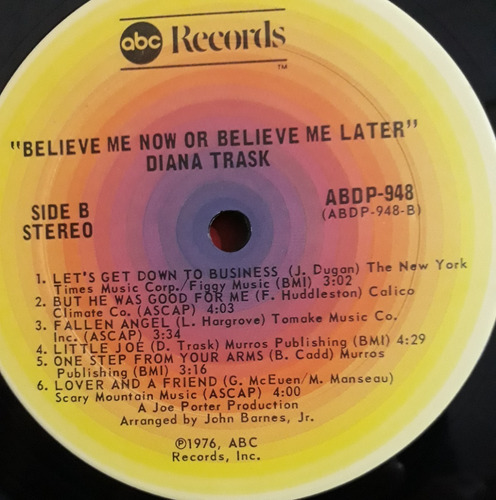 abc Records
TM
"BELIEVE ME NOW OR BELIEVE ME LATER"
DIANA TRASK
SIDE B
STEREO
ABDP-948
(ABDP-948-B)
1. LET'S GET DOWN TO BUSINESS (J. Dugan) The New York
Times Music Corp./Figgy Music (BMI) 3:02
2. BUT HE WAS GOOD FOR ME (F. Huddleston) Calico
Climate Co. (ASCAP) 4:03
3. FALLEN ANGEL (L. Hargrove) Tomake Music Co.
Inc. (ASCAP) 3:34
4. LITTLE JOE (D. Trask) Murros Publishing (BMI) 4:29
5. ONE STEP FROM YOUR ARMS (B. Cadd) Murros
Publishing (BMI) 3:16
6. LOVER AND A FRIEND (G. McEuen/M. Manseau)
Scary Mountain Music (ASCAP) 4:00
A Joe Porter Production
Arranged by John Barnes, Jr.
℗1976, ABC
Records, Inc.